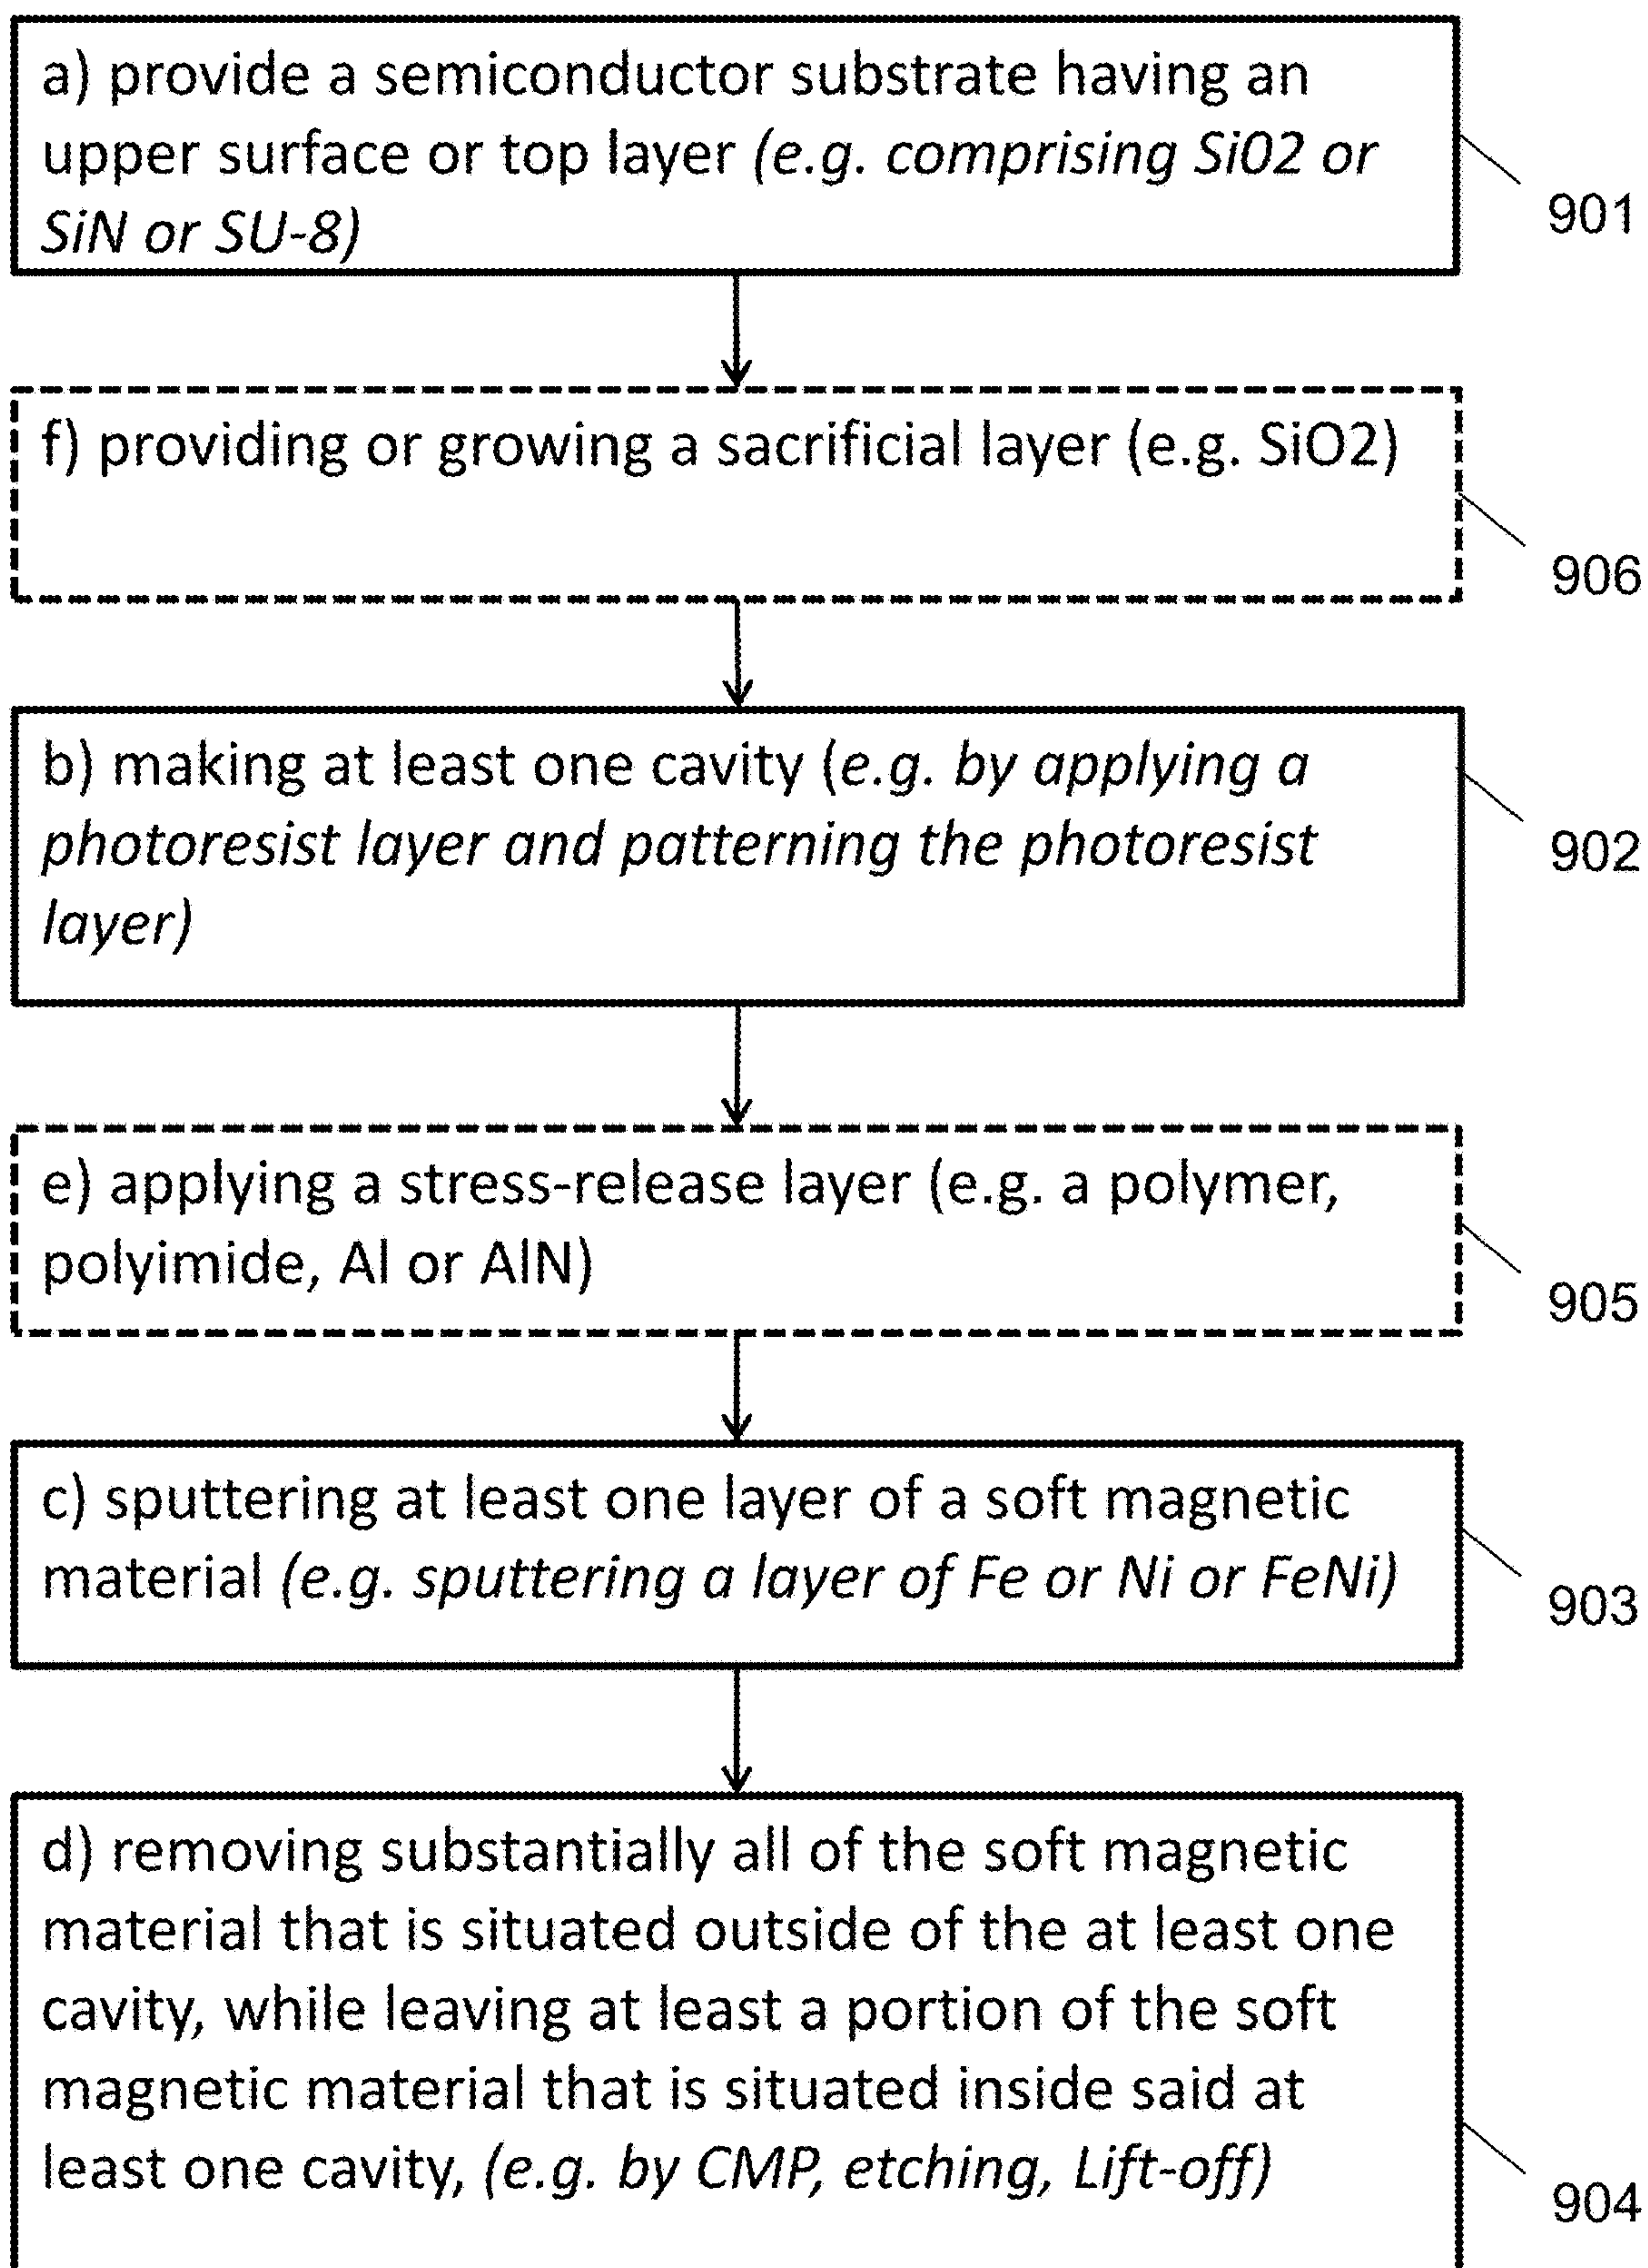 a) provide a semiconductor substrate having an
upper surface or top layer (e.g. comprising Si02 or
SiN or SU-8)
901
f) providing or growing a sacrificial layer (e.g. SiO2)
906
b) making at least one cavity (e.g. by applying a
photoresist layer and patterning the photoresist
layer)
902
e) applying a stress-release layer (e.g. a polymer,
polyimide, Al or AlN)
905
c) sputtering at least one layer of a soft magnetic
material (e.g. sputtering a layer of Fe or Ni or FeNi)
903
d) removing substantially all of the soft magnetic
material that is situated outside of the at least one
cavity, while leaving at least a portion of the soft
magnetic material that is situated inside said at
least one cavity, (e.g. by CMP, etching, Lift-off)
904